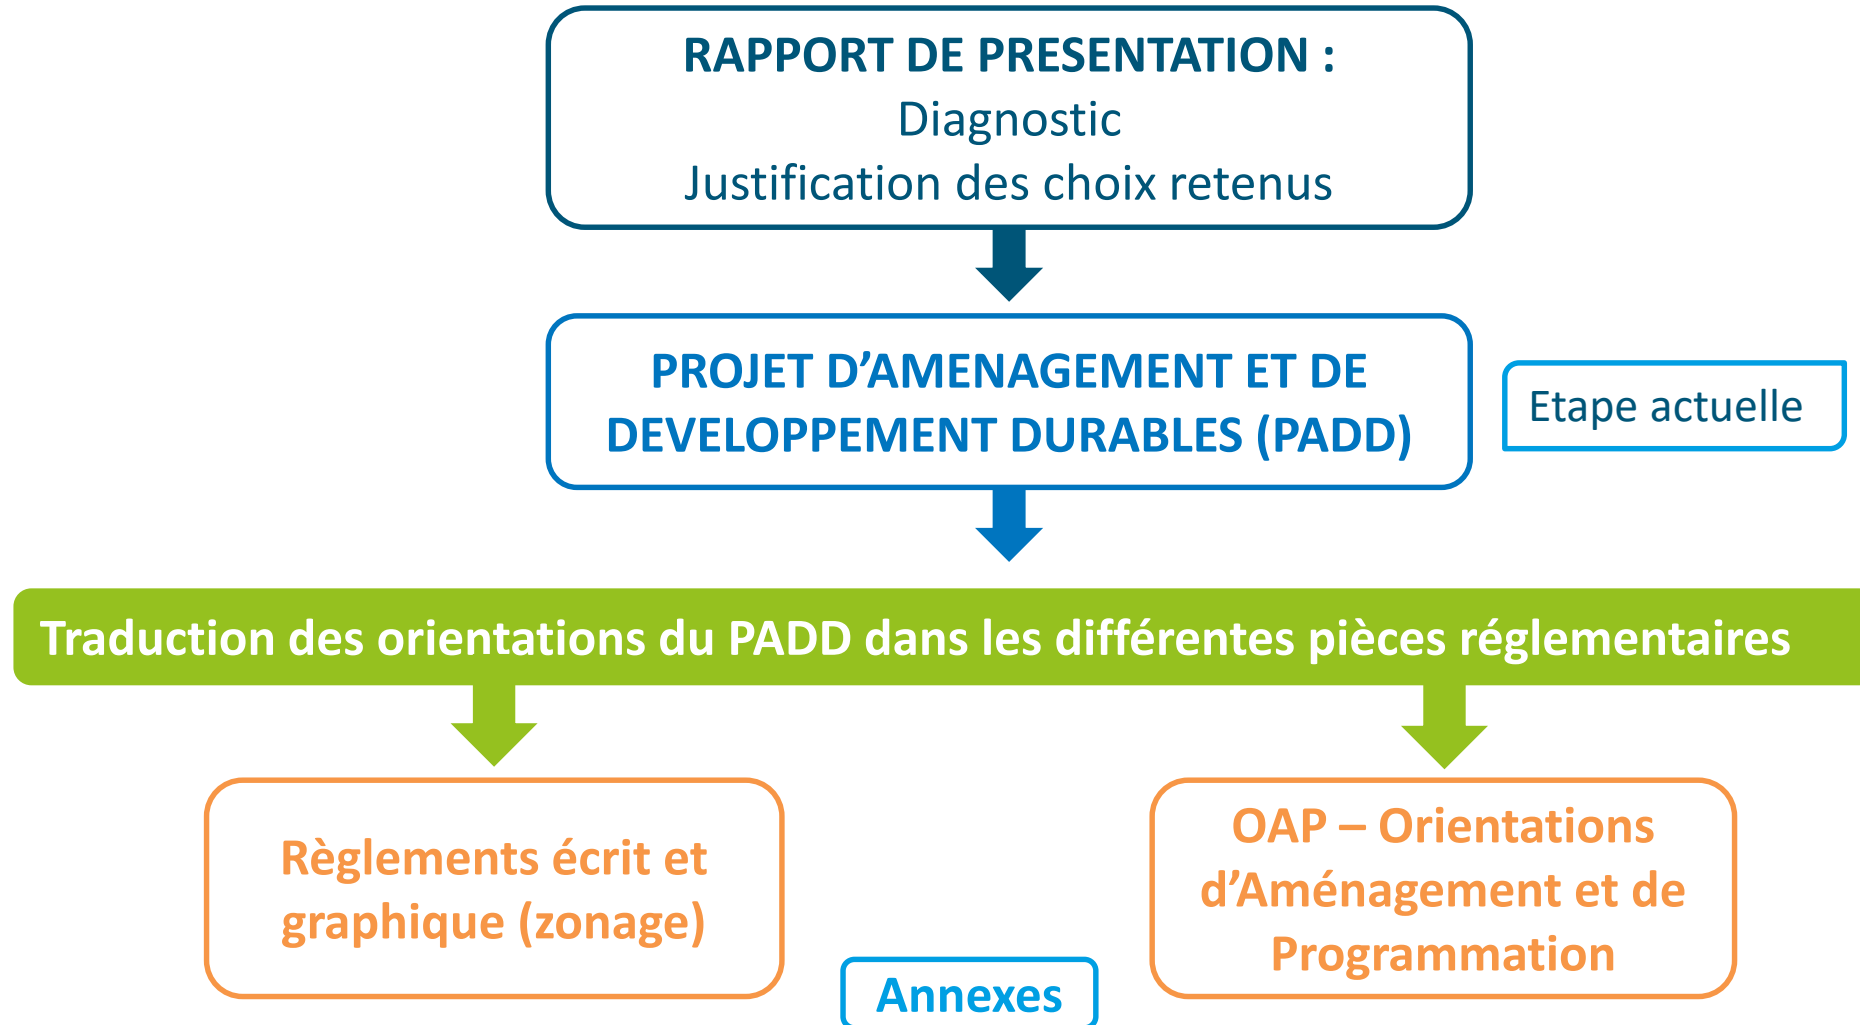 RAPPORT DE PRESENTATION :
Diagnostic
Justification des choix retenus
PROJET D’AMENAGEMENT ET DE
DEVELOPPEMENT DURABLES (PADD)
Etape actuelle
Traduction des orientations du PADD dans les différentes pièces réglementaires
Règlements écrit et
graphique (zonage)
OAP – Orientations
d’Aménagement et de
Programmation
Annexes